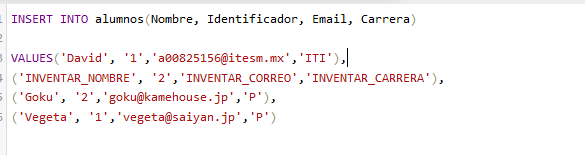 INSERT INTO alumnos(Nombre, Identificador, Email, Carrera)
VALUES('David', '1','a00825156@itesm.mx','ITI'),
('INVENTAR_NOMBRE', '2','INVENTAR_CORREO','INVENTAR_CARRERA'),
('Goku', '2','goku@kamehouse.jp','P'),
('Vegeta', '1','vegeta@saiyan.jp','P')